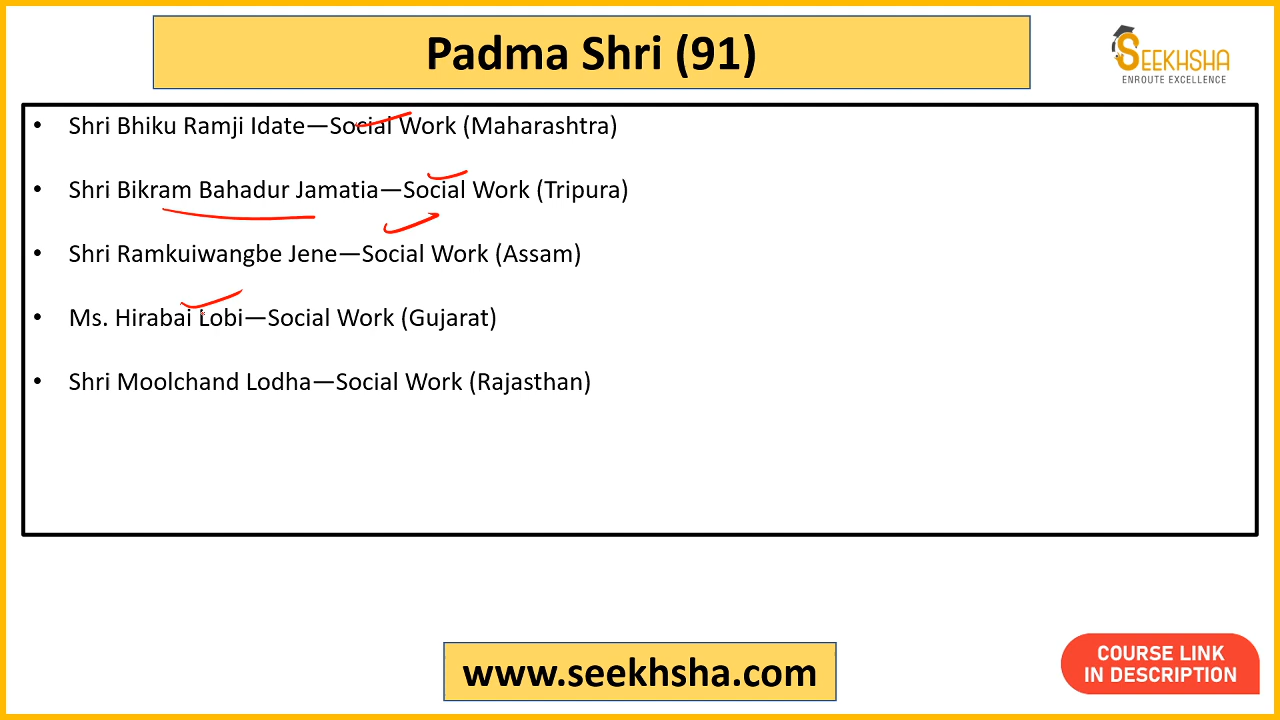 Padma Shri (91)
SEEKHSHA
ENROUTE EXCELLENCE
• Shri Bhiku Ramji Idate—Social Work (Maharashtra)
• Shri Bikram Bahadur Jamatia—Social Work (Tripura)
• Shri Ramkuiwangbe Jene—Social Work (Assam)
• Ms. Hirabai Lobi—Social Work (Gujarat)
• Shri Moolchand Lodha—Social Work (Rajasthan)
www.seekhsha.com
COURSE LINK
IN DESCRIPTION